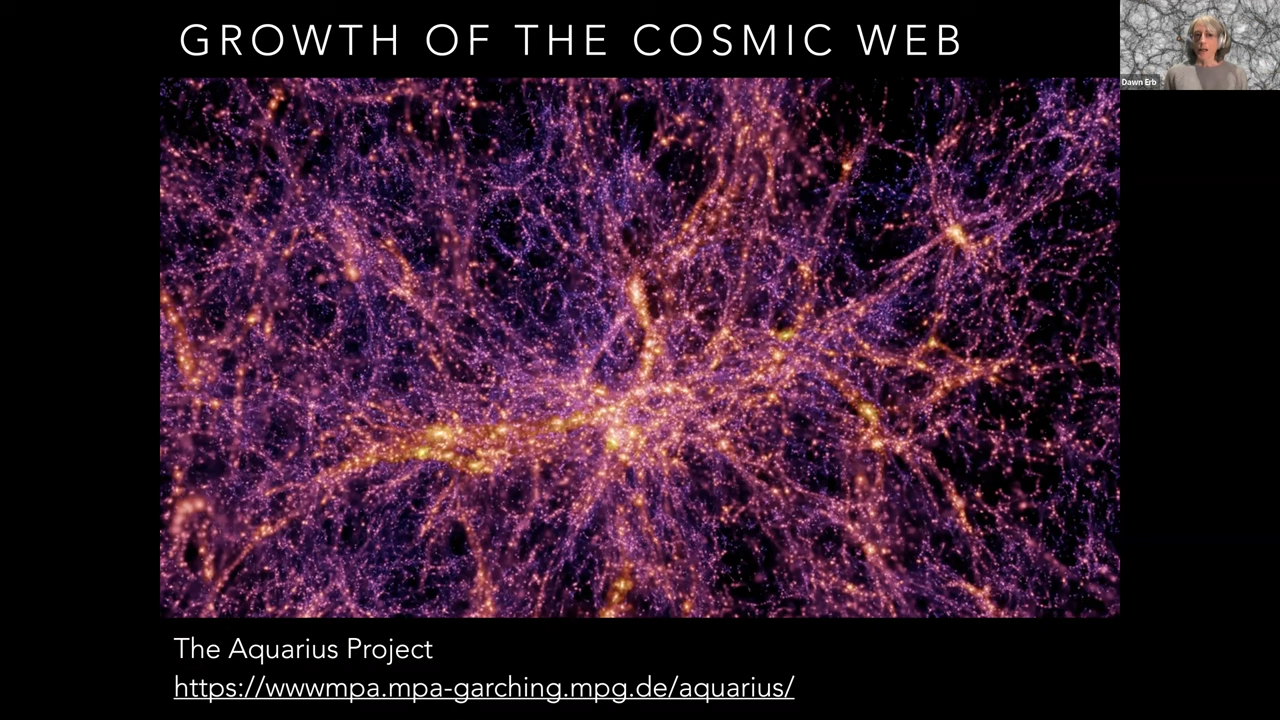 GROWTH OF THE COSMIC WEB
Dawn Erb
The Aquarius Project
https://wwwmpa.mpa-garching.mpg.de/aquarius/